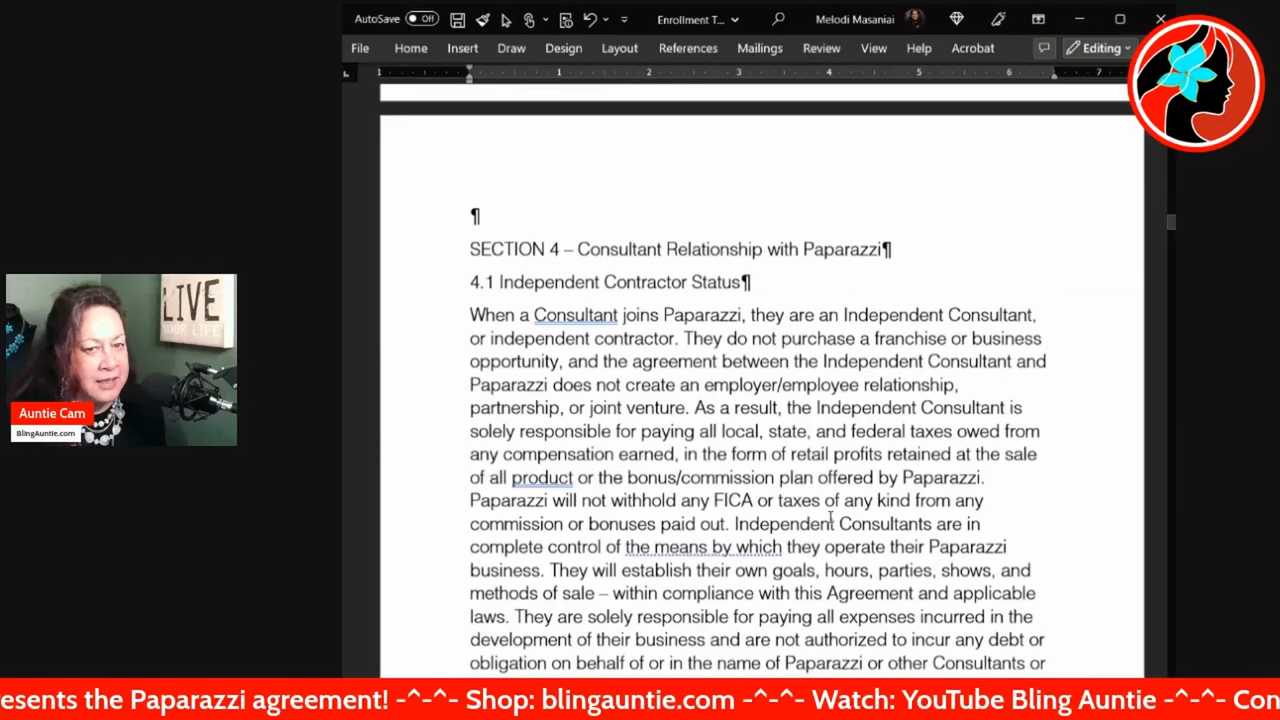 AutoSave Off Enrollment T... Melodi Masaniai
File Home Insert Draw Design Layout References Mailings Review View Help Acrobat Editing
1 1 2 3 4 5 6 7
¶
SECTION 4 – Consultant Relationship with Paparazzi¶
4.1 Independent Contractor Status¶
When a Consultant joins Paparazzi, they are an Independent Consultant,
or independent contractor. They do not purchase a franchise or business
opportunity, and the agreement between the Independent Consultant and
Paparazzi does not create an employer/employee relationship,
partnership, or joint venture. As a result, the Independent Consultant is
solely responsible for paying all local, state, and federal taxes owed from
any compensation earned, in the form of retail profits retained at the sale
of all product or the bonus/commission plan offered by Paparazzi.
Paparazzi will not withhold any FICA or taxes of any kind from any
commission or bonuses paid out. Independent Consultants are in
complete control of the means by which they operate their Paparazzi
business. They will establish their own goals, hours, parties, shows, and
methods of sale – within compliance with this Agreement and applicable
laws. They are solely responsible for paying all expenses incurred in the
development of their business and are not authorized to incur any debt or
obligation on behalf of or in the name of Paparazzi or other Consultants or
LIVE
YOUR LIFE
Auntie Cam
BlingAuntie.com
resents the Paparazzi agreement! -^-^- Shop: blingauntie.com -^-^- Watch: YouTube Bling Auntie -^-^- Con